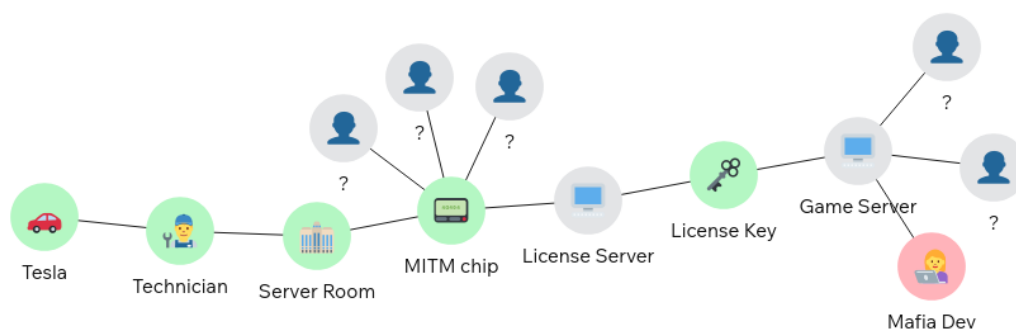 ?
?
?
?
?
Tesla
Technician
Server Room
MITM chip
License Server
License Key
Game Server
Mafia Dev